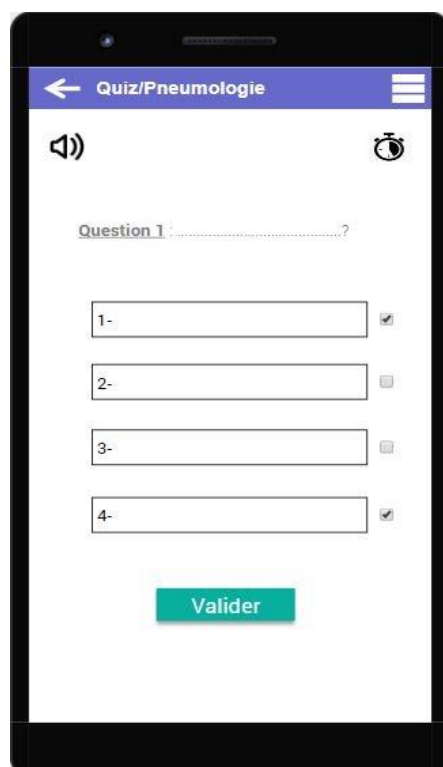 Quiz/Pneumologie
Question 1 : ..........................................?
1-
2-
3-
4-
Valider